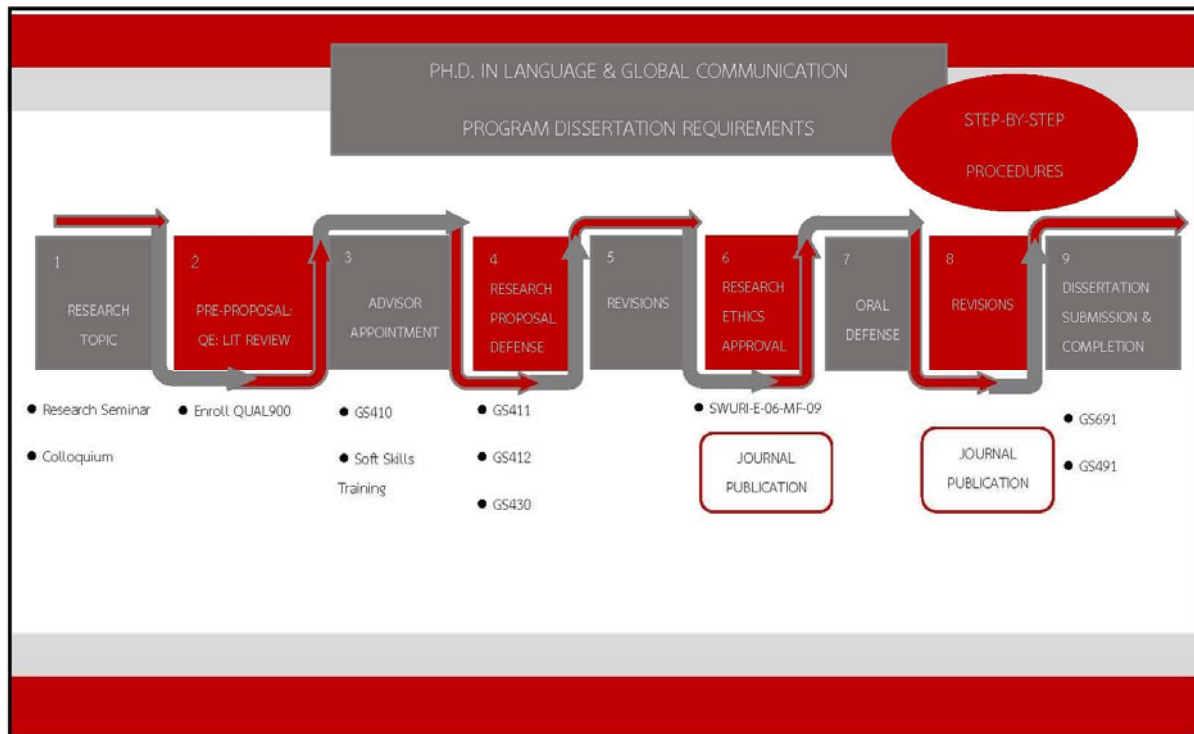 PH.D. IN LANGUAGE & GLOBAL COMMUNICATION
PROGRAM DISSERTATION REQUIREMENTS
STEP-BY-STEP
PROCEDURES
1
RESEARCH
TOPIC
2
PRE-PROPOSAL:
QE: LIT REVIEW
3
ADVISOR
APPOINTMENT
4
RESEARCH
PROPOSAL
DEFENSE
5
REVISIONS
6
RESEARCH
ETHICS
APPROVAL
7
ORAL
DEFENSE
8
REVISIONS
9
DISSERTATION
SUBMISSION &
COMPLETION
● Research Seminar
● Colloquium
● Enroll QUAL900
● GS410
● Soft Skills
Training
● GS411
● GS412
● GS430
● SWURI-E-06-MF-09
JOURNAL
PUBLICATION
JOURNAL
PUBLICATION
● GS691
● GS491